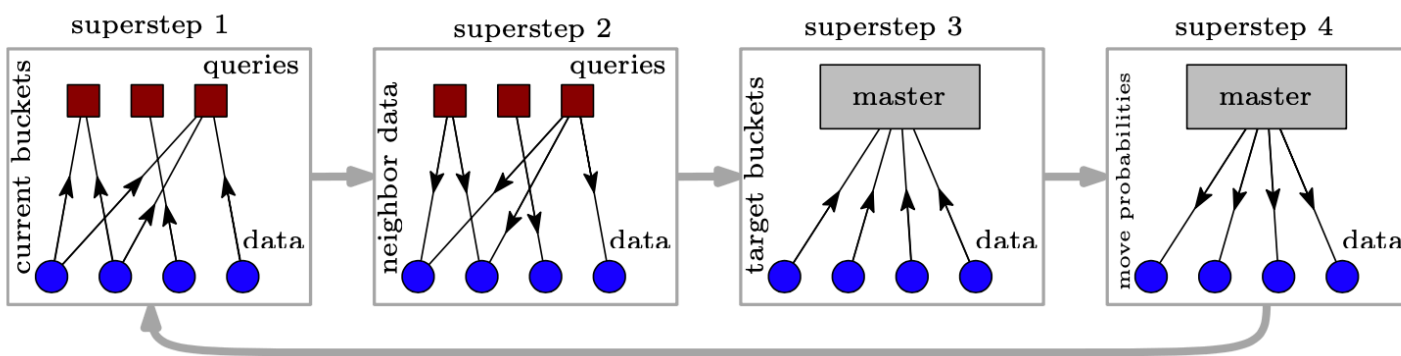 superstep 1
current buckets
queries
data
superstep 2
neighbor data
queries
data
superstep 3
target buckets
master
data
superstep 4
move probabilities
master
data